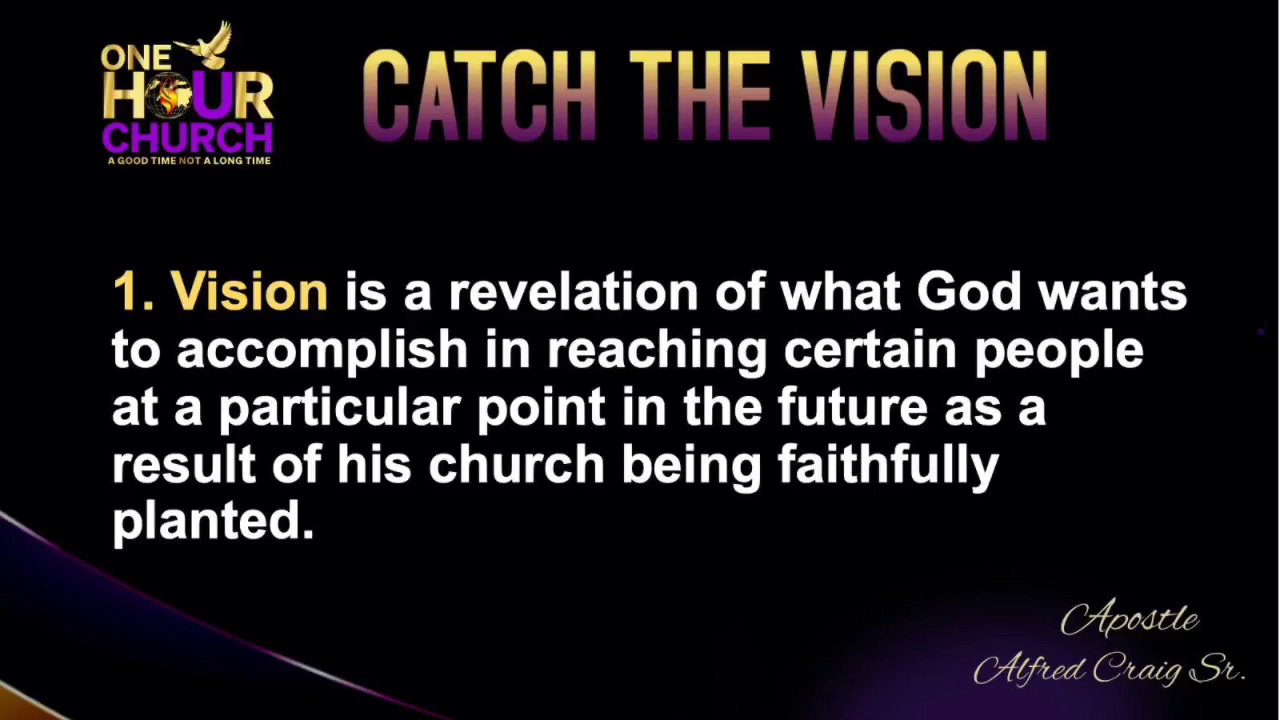 ONE
HOUR
CHURCH
A GOOD TIME NOT A LONG TIME
CATCH THE VISION
1. Vision is a revelation of what God wants
to accomplish in reaching certain people
at a particular point in the future as a
result of his church being faithfully
planted.
Apostle
Alfred Craig Sr.